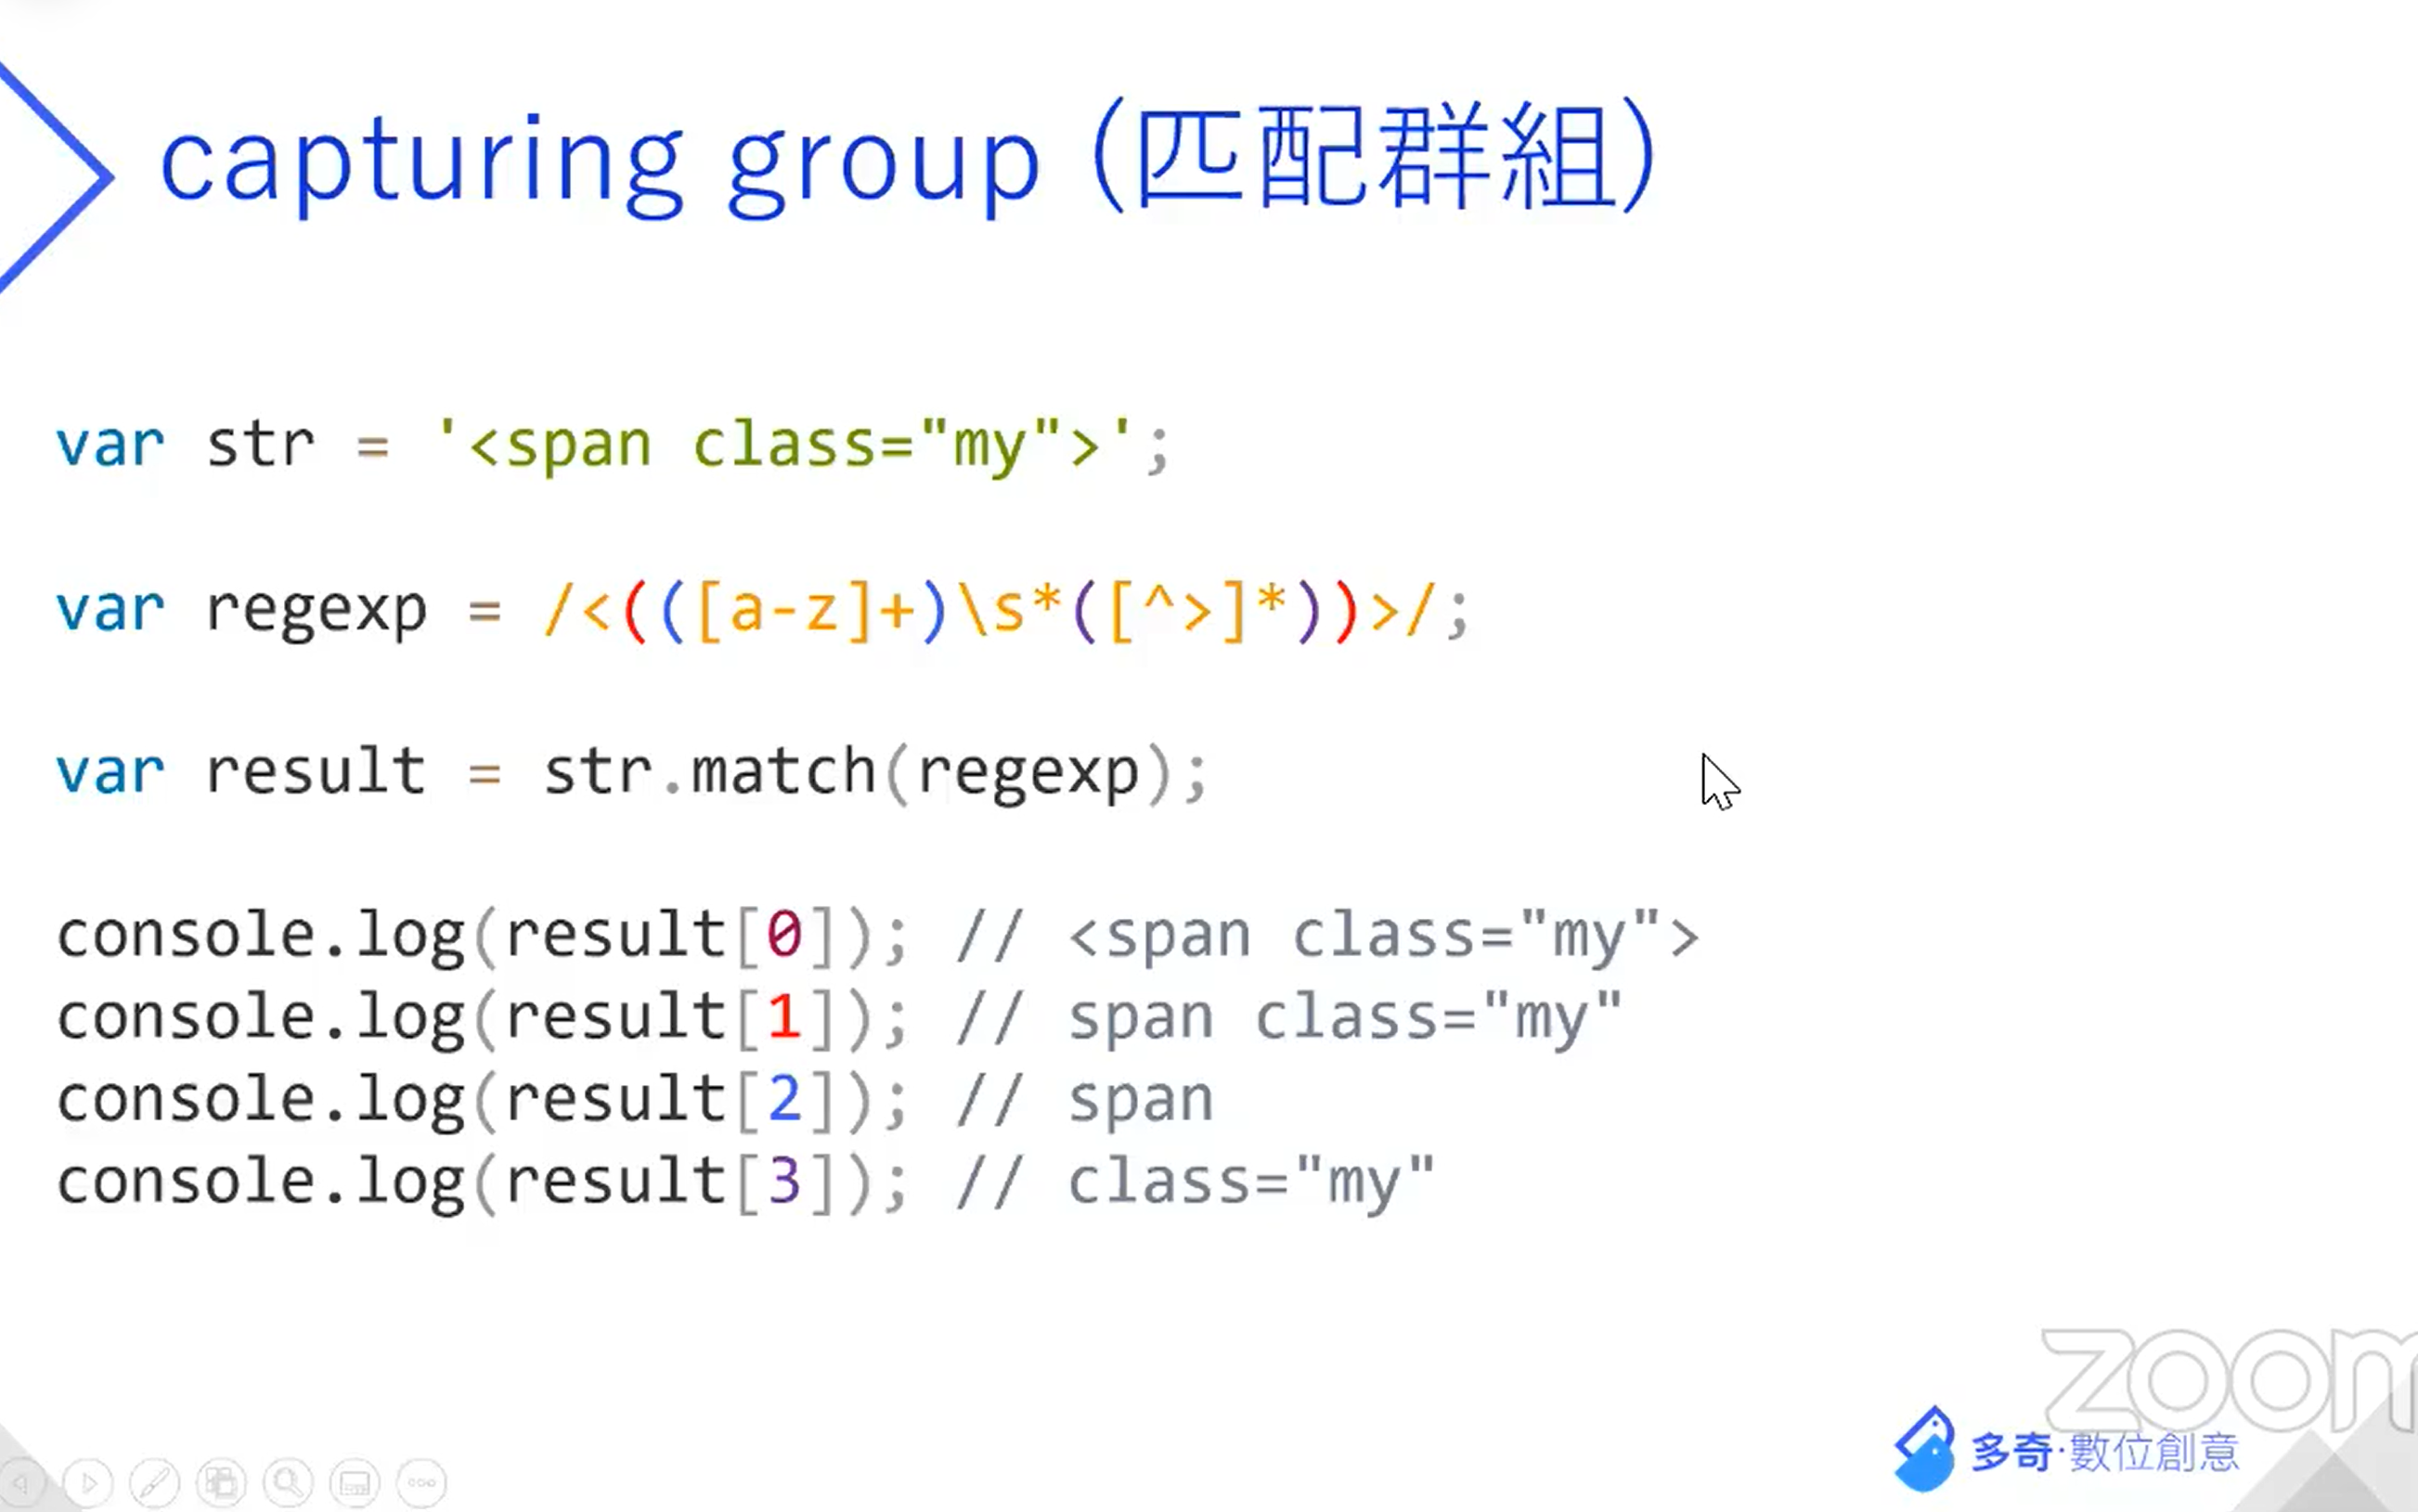 capturing group (匹配群組)
var str = '<span class="my">';
var regexp = /<(([a-z]+)\s*([^>]*))>/;
var result = str.match(regexp);
console.log(result[0]); // <span class="my">
console.log(result[1]); // span class="my"
console.log(result[2]); // span
console.log(result[3]); // class="my"
zoom
多奇·數位創意